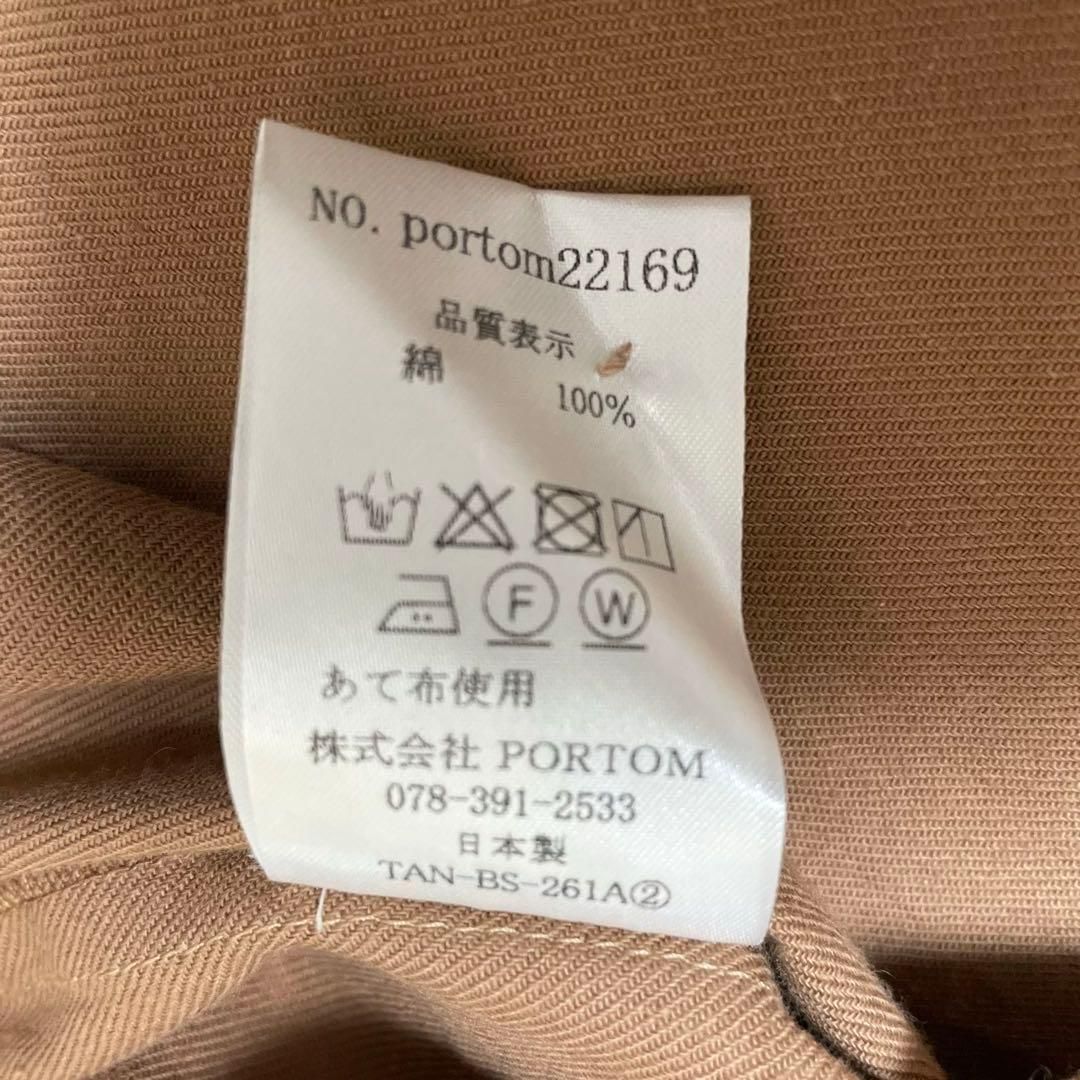 NO. portom22169
品質表示
綿 100%
F W
あて布使用
株式会社 PORTOM
078-391-2533
日本製
TAN-BS-261A②